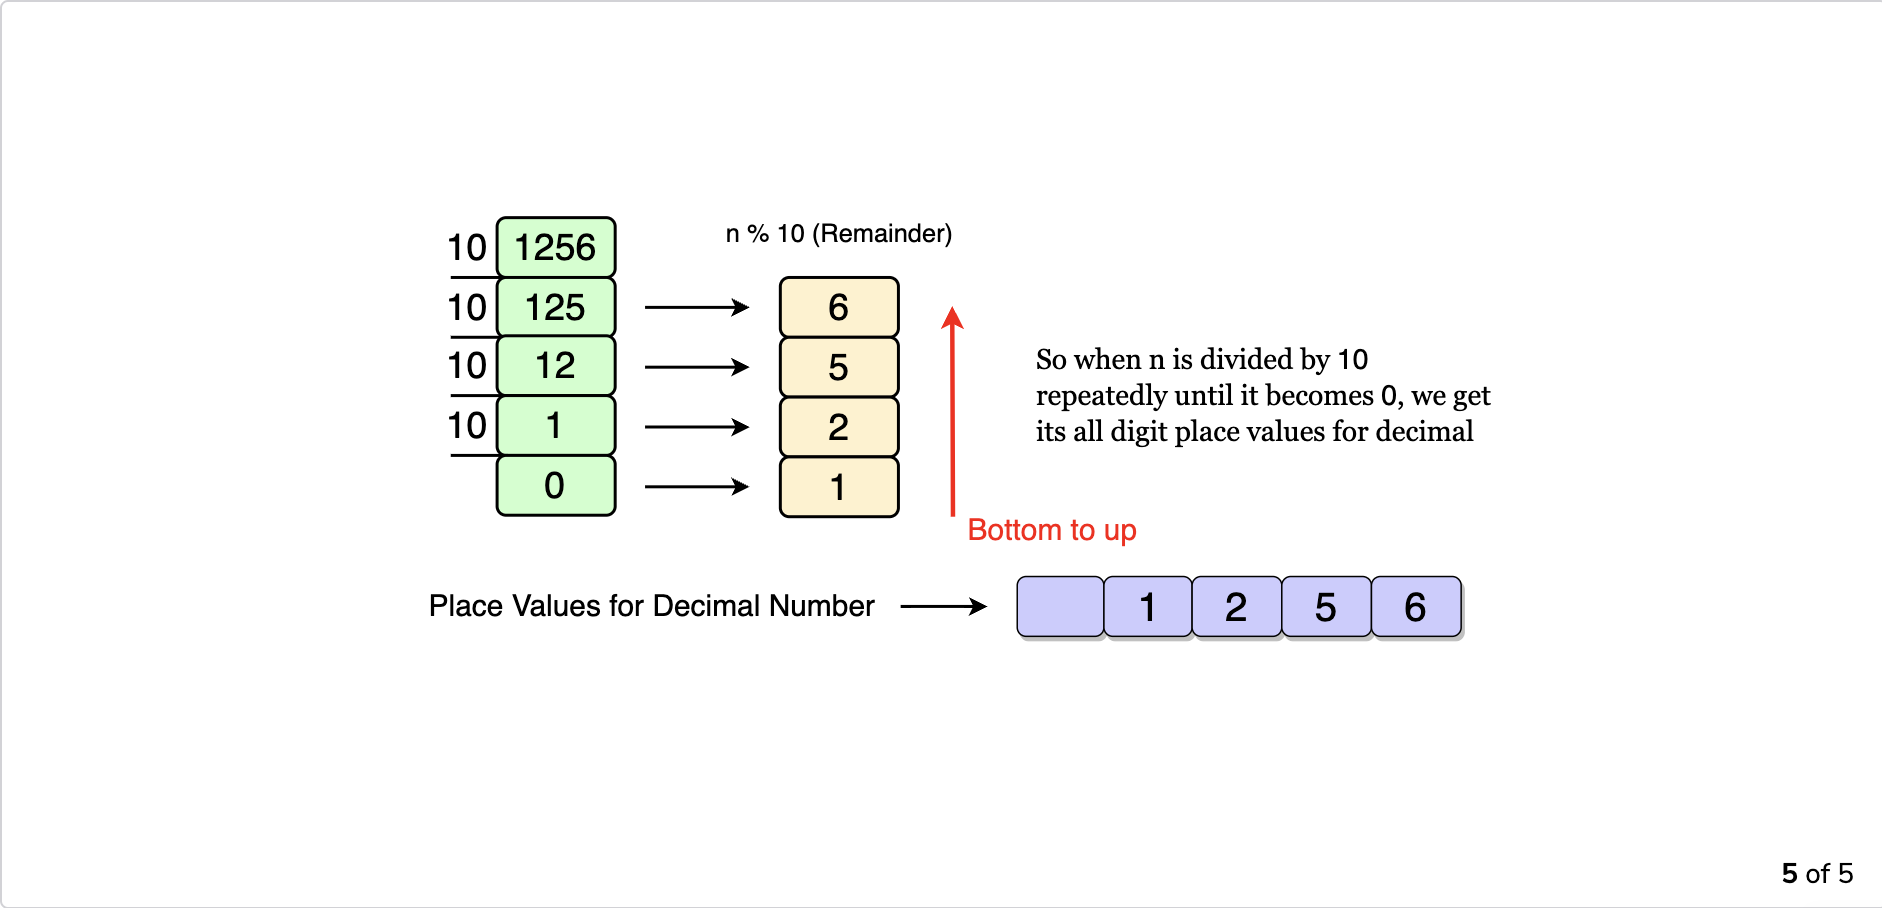 n % 10 (Remainder)
10 1256
10 125 6
10 12 5
10 1 2
0 1
So when n is divided by 10
repeatedly until it becomes 0, we get
its all digit place values for decimal
Bottom to up
Place Values for Decimal Number
1 2 5 6
5 of 5